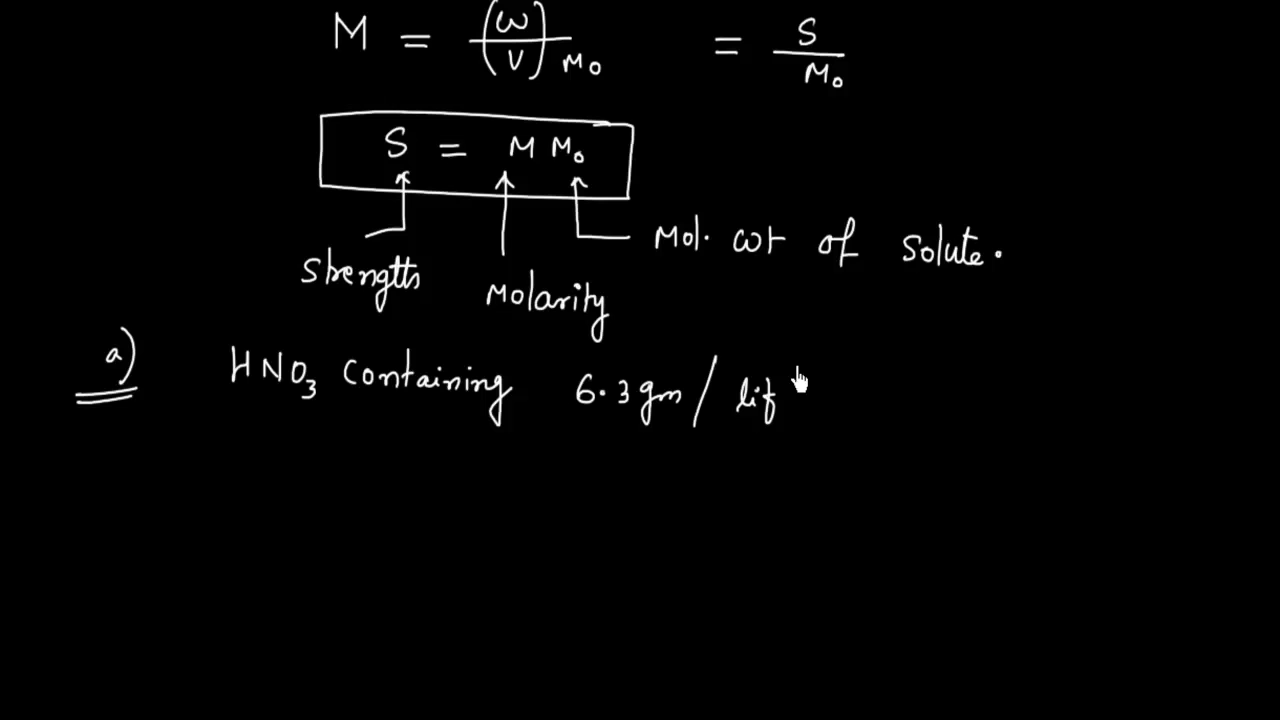 M = (w/V) M₀ = S/M₀
S = M M₀
Strength Molarity Mol. wt of Solute.
a) HNO₃ Containing 6.3 gm / lit